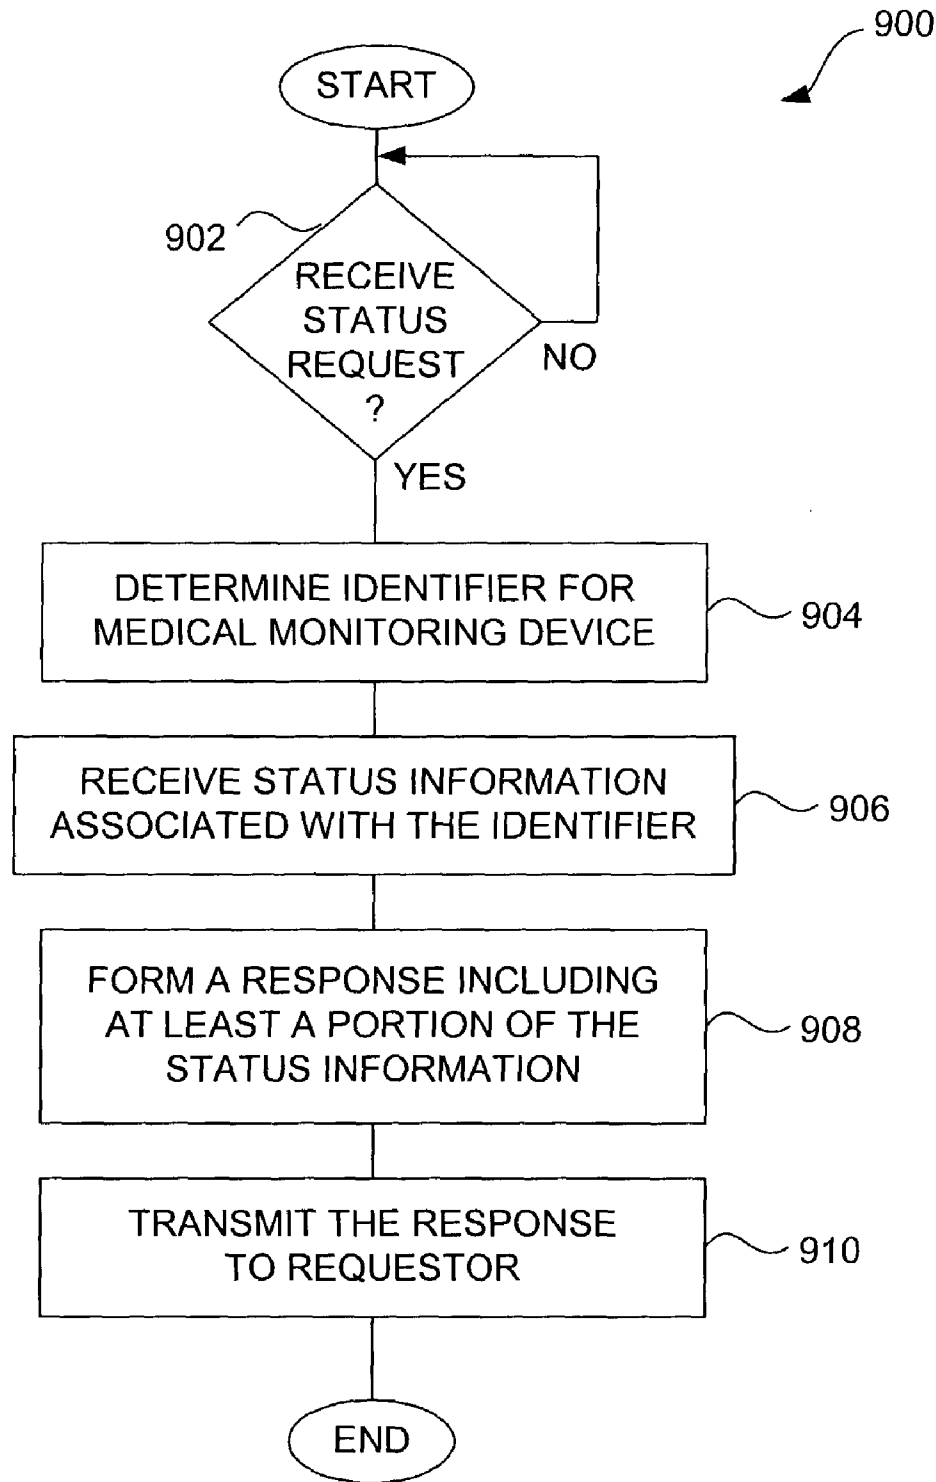 900
START
902
RECEIVE
STATUS
REQUEST
?
NO
YES
DETERMINE IDENTIFIER FOR
MEDICAL MONITORING DEVICE
904
RECEIVE STATUS INFORMATION
ASSOCIATED WITH THE IDENTIFIER
906
FORM A RESPONSE INCLUDING
AT LEAST A PORTION OF THE
STATUS INFORMATION
908
TRANSMIT THE RESPONSE
TO REQUESTOR
910
END